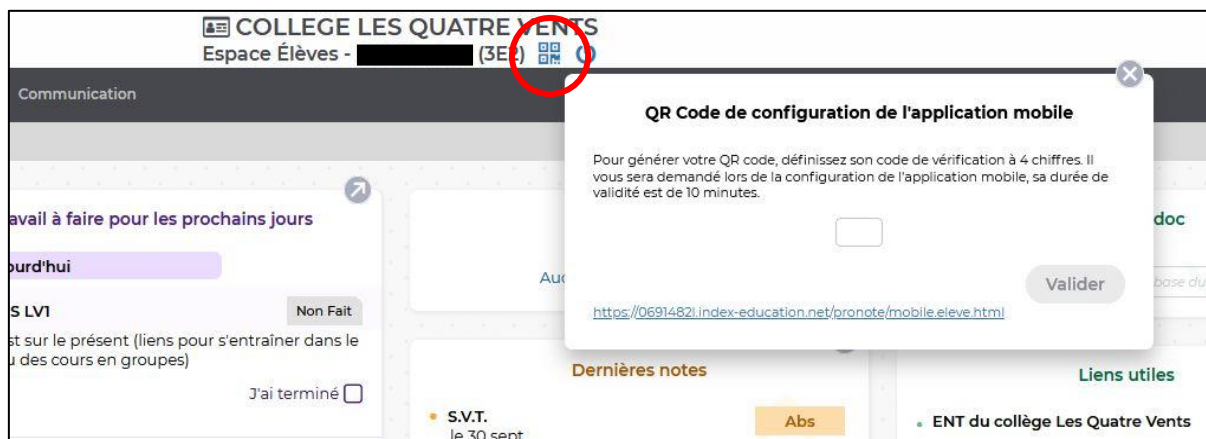 COLLEGE LES QUATRE VENTS
Espace Élèves - (3E2)
Communication
QR Code de configuration de l'application mobile
Pour générer votre QR code, définissez son code de vérification à 4 chiffres. Il
vous sera demandé lors de la configuration de l'application mobile, sa durée de
validité est de 10 minutes.
Valider
https://0691482l.index-education.net/pronote/mobile.eleve.html
avail à faire pour les prochains jours
ourd'hui
S LV1
Non Fait
st sur le présent (liens pour s'entraîner dans le
u des cours en groupes)
J'ai terminé
Auc
doc
base du
Dernières notes
S.V.T.
le 30 sept
Abs
Liens utiles
ENT du collège Les Quatre Vents